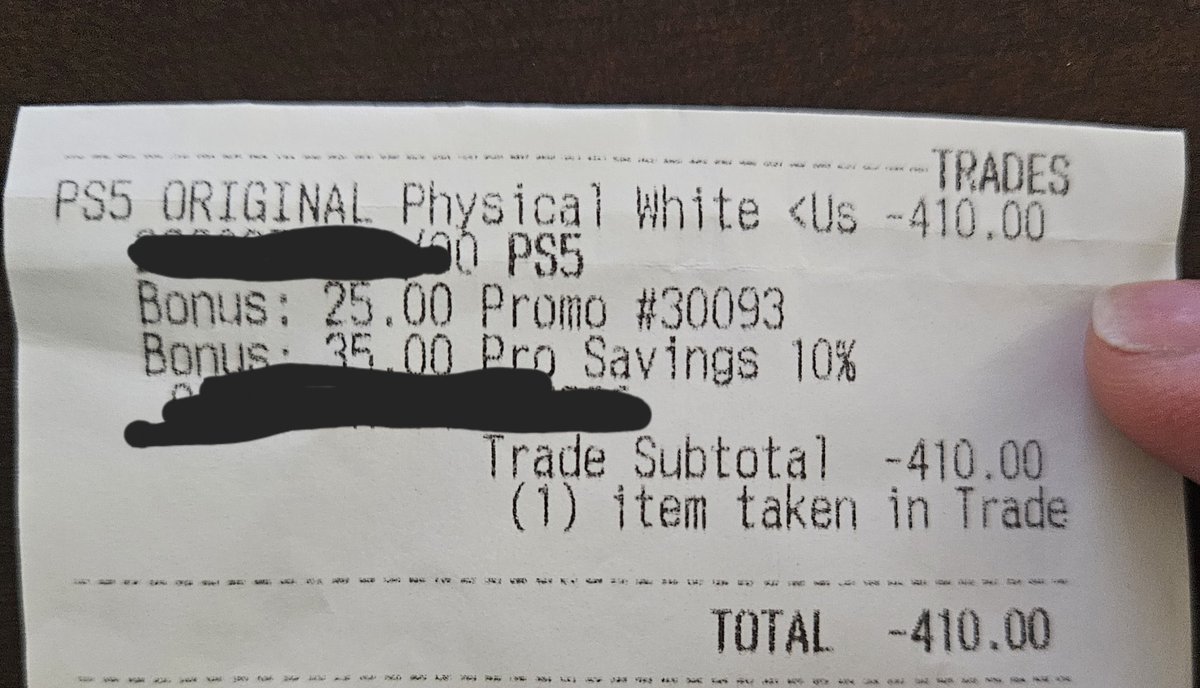 TRADES
PS5 ORIGINAL Physical White <Us -410.00
PS5
Bonus: 25.00 Promo #30093
Bonus: 35.00 Pro Savings 10%
Trade Subtotal -410.00
(1) item taken in Trade
TOTAL -410.00